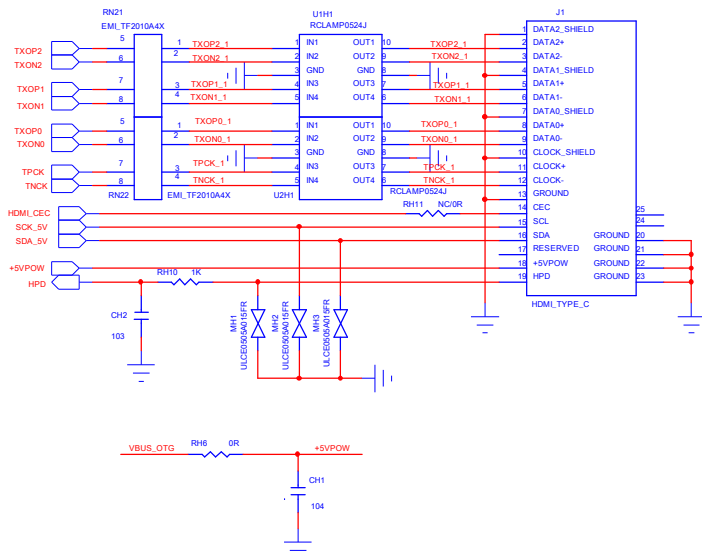 RN21
EMI_TF2010A4X
U1H1
RCLAMP0524J
J1
TXOP2 5 1 TXOP2_1 1 IN1 OUT1 10 TXOP2_1
TXON2 6 2 TXON2_1 2 IN2 OUT2 9 TXON2_1
3 GND GND 8
TXOP1 7 3 TXOP1_1 4 IN3 OUT3 7 TXOP1_1
TXON1 8 4 TXON1_1 5 IN4 OUT4 6 TXON1_1
TXOP0 5 1 TXOP0_1 1 IN1 OUT1 10 TXOP0_1
TXON0 6 2 TXON0_1 2 IN2 OUT2 9 TXON0_1
3 GND GND 8
TPCK 7 3 TPCK_1 4 IN3 OUT3 7 TPCK_1
TNCK 8 4 TNCK_1 5 IN4 OUT4 6 TNCK_1
RN22 EMI_TF2010A4X U2H1 RCLAMP0524J
1 DATA2_SHIELD
2 DATA2+
3 DATA2-
4 DATA1_SHIELD
5 DATA1+
6 DATA1-
7 DATA0_SHIELD
8 DATA0+
9 DATA0-
10 CLOCK_SHIELD
11 CLOCK+
12 CLOCK-
13 GROUND
14 CEC 25
15 SCL 24
16 SDA GROUND 20
17 RESERVED GROUND 21
18 +5VPOW GROUND 22
19 HPD GROUND 23
HDMI_TYPE_C
HDMI_CEC RH11 NC/0R
SCK_5V
SDA_5V
+5VPOW
HPD RH10 1K
CH2
103
MH1
ULCE0505A015FR
MH2
ULCE0505A015FR
MH3
ULCE0505A015FR
VBUS_OTG RH6 0R +5VPOW
CH1
104